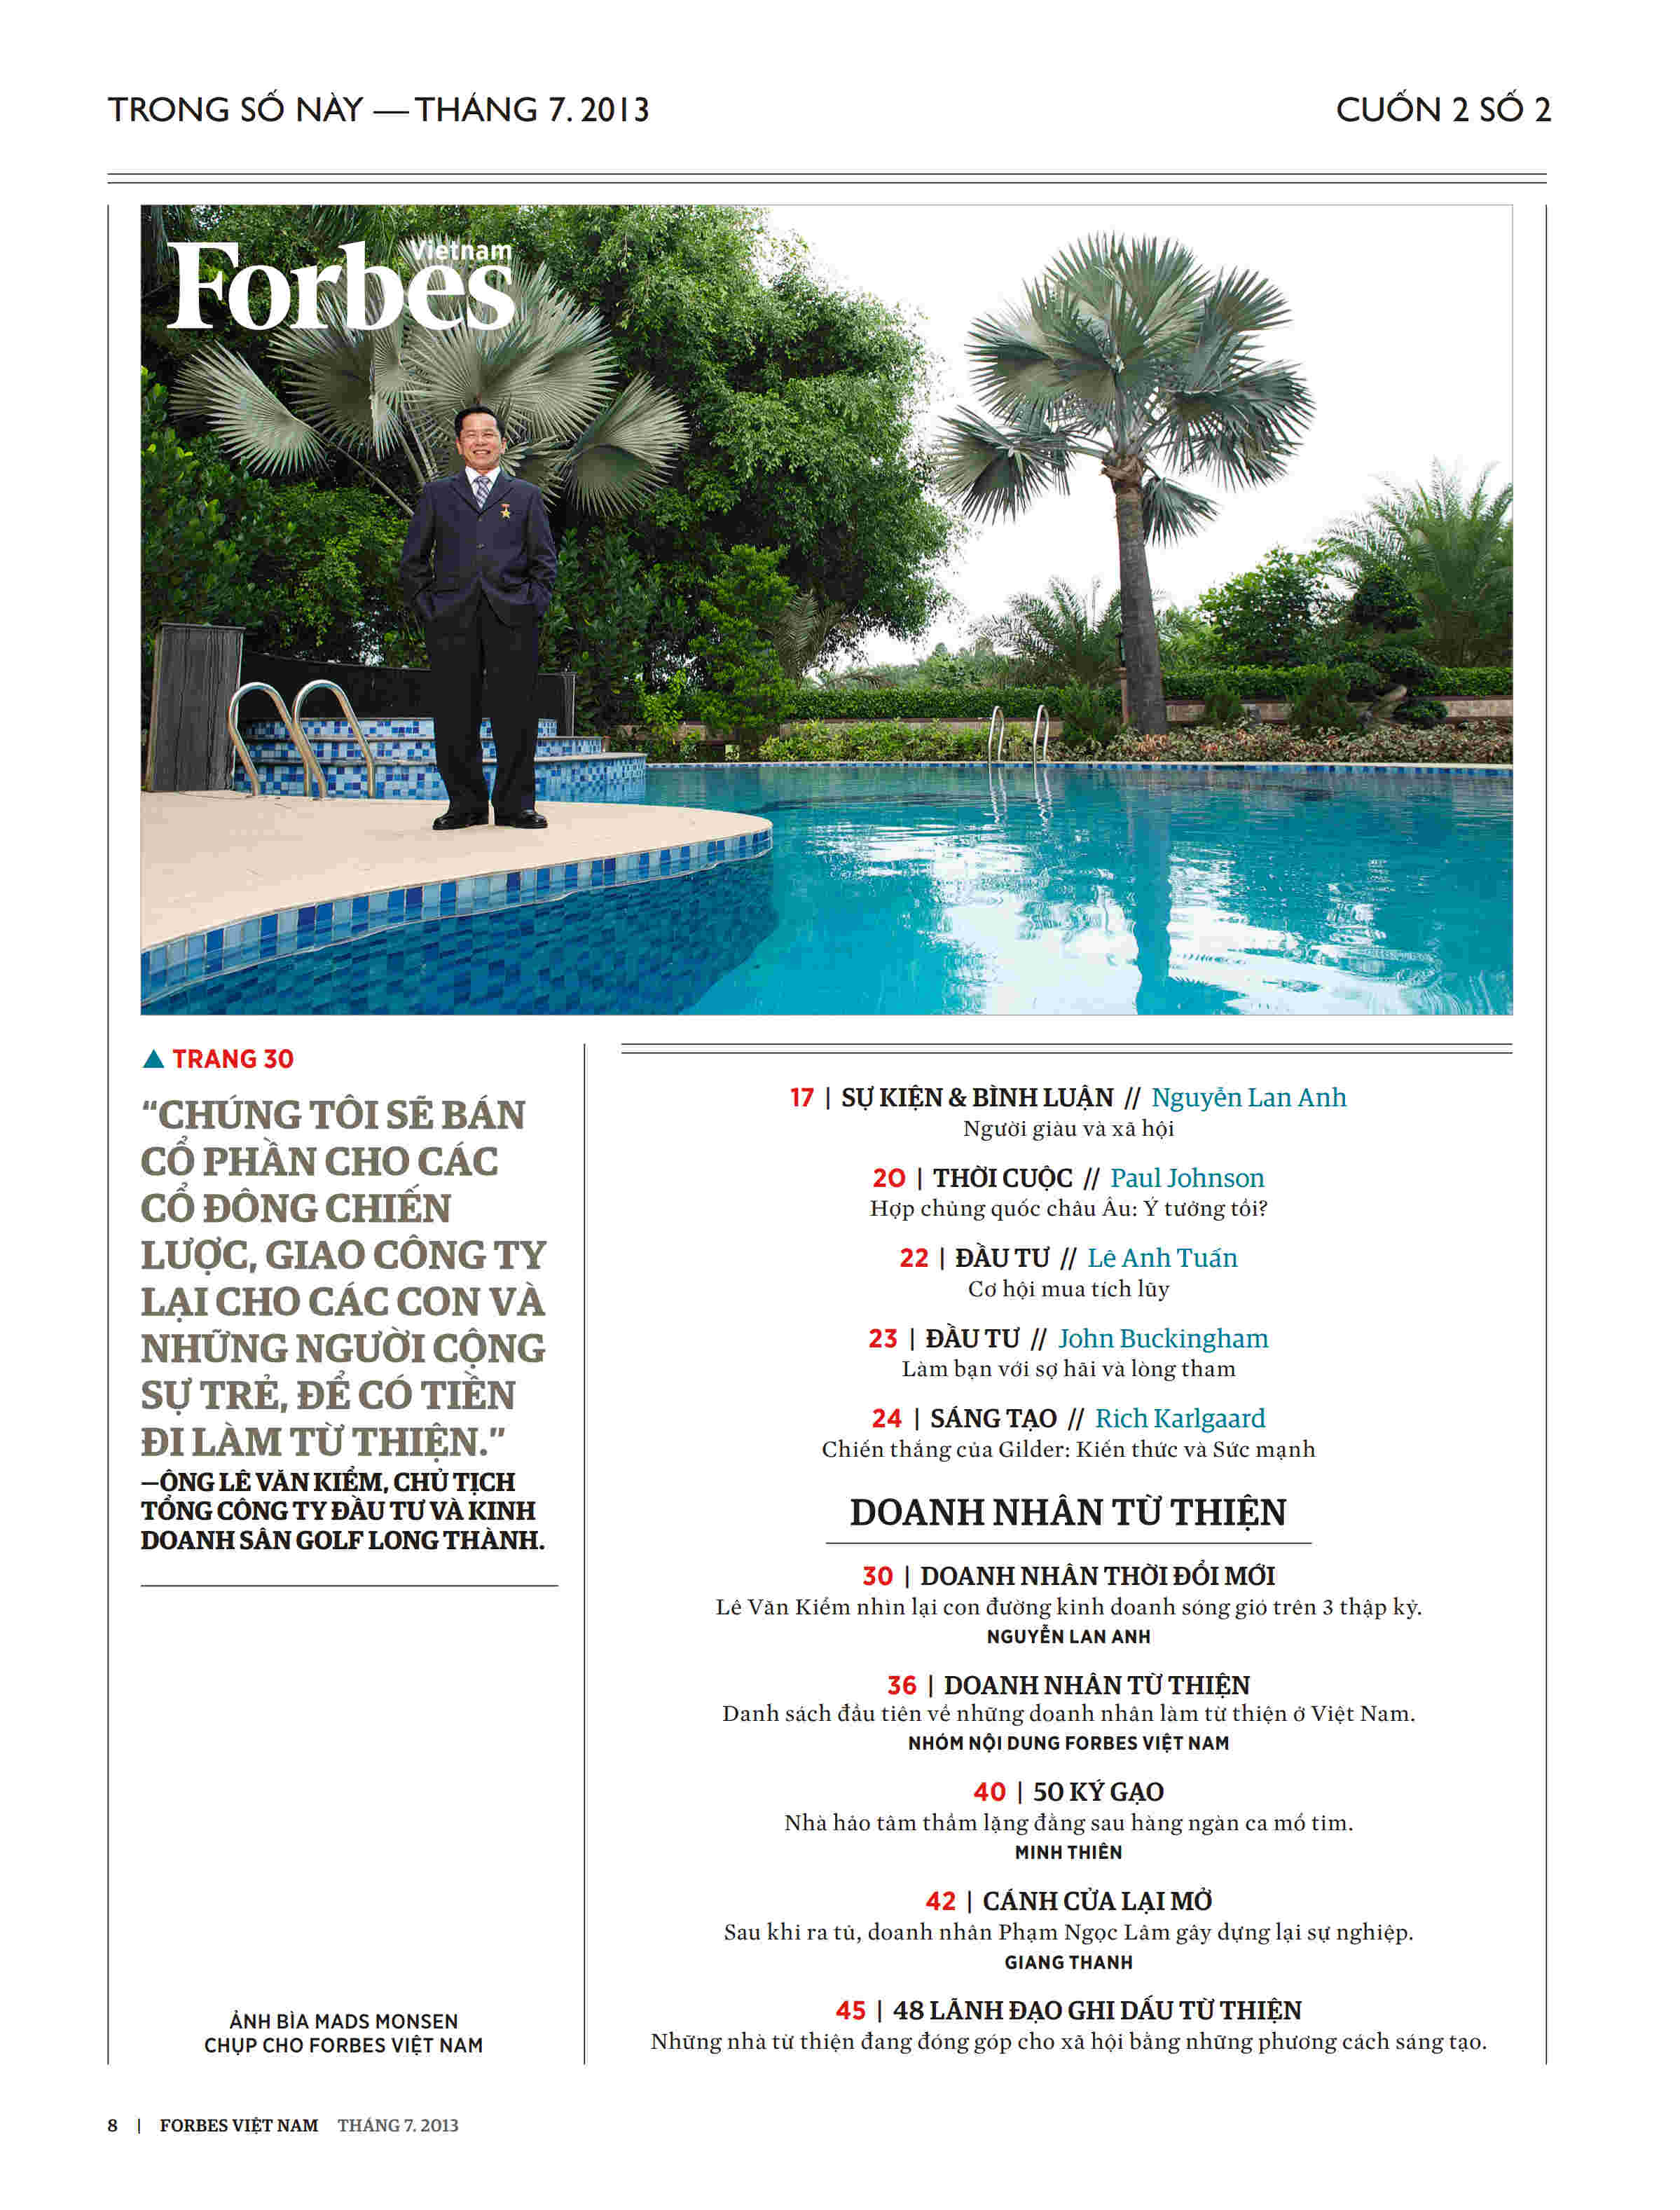 TRONG SỐ NÀY — THÁNG 7. 2013
CUỐN 2 SỐ 2
Vietnam
Forbes
▲ TRANG 30
“CHÚNG TÔI SẼ BÁN
CỔ PHẦN CHO CÁC
CỔ ĐÔNG CHIẾN
LƯỢC, GIAO CÔNG TY
LẠI CHO CÁC CON VÀ
NHỮNG NGƯỜI CỘNG
SỰ TRẺ, ĐỂ CÓ TIỀN
ĐI LÀM TỪ THIỆN.”
—ÔNG LÊ VĂN KIỂM, CHỦ TỊCH
TỔNG CÔNG TY ĐẦU TƯ VÀ KINH
DOANH SÂN GOLF LONG THÀNH.
ẢNH BÌA MADS MONSEN
CHỤP CHO FORBES VIỆT NAM
17 | SỰ KIỆN & BÌNH LUẬN // Nguyễn Lan Anh
Người giàu và xã hội
20 | THỜI CUỘC // Paul Johnson
Hợp chủng quốc châu Âu: Ý tưởng tồi?
22 | ĐẦU TƯ // Lê Anh Tuấn
Cơ hội mua tích lũy
23 | ĐẦU TƯ // John Buckingham
Làm bạn với sợ hãi và lòng tham
24 | SÁNG TẠO // Rich Karlgaard
Chiến thắng của Gilder: Kiến thức và Sức mạnh
DOANH NHÂN TỪ THIỆN
30 | DOANH NHÂN THỜI ĐỔI MỚI
Lê Văn Kiểm nhìn lại con đường kinh doanh sóng gió trên 3 thập kỷ.
NGUYỄN LAN ANH
36 | DOANH NHÂN TỪ THIỆN
Danh sách đầu tiên về những doanh nhân làm từ thiện ở Việt Nam.
NHÓM NỘI DUNG FORBES VIỆT NAM
40 | 50 KÝ GẠO
Nhà hảo tâm thầm lặng đằng sau hàng ngàn ca mổ tim.
MINH THIÊN
42 | CÁNH CỬA LẠI MỞ
Sau khi ra tù, doanh nhân Phạm Ngọc Lâm gây dựng lại sự nghiệp.
GIANG THANH
45 | 48 LÃNH ĐẠO GHI DẤU TỪ THIỆN
Những nhà từ thiện đang đóng góp cho xã hội bằng những phương cách sáng tạo.
8 | FORBES VIỆT NAM THÁNG 7. 2013